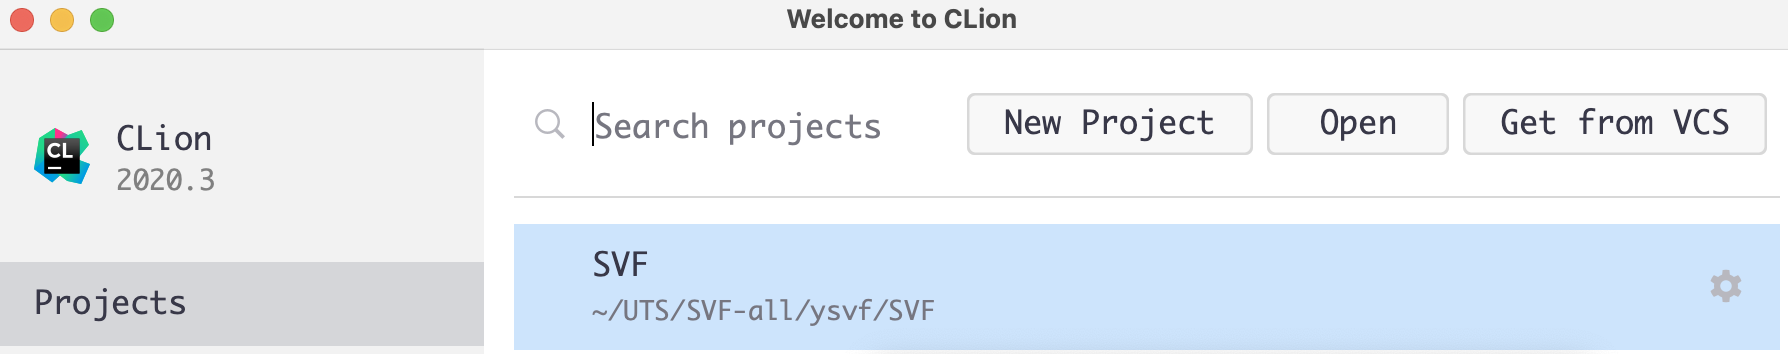 Welcome to CLion
CL
CLion
2020.3
Projects
Search projects
New Project
Open
Get from VCS
SVF
~/UTS/SVF-all/ysvf/SVF